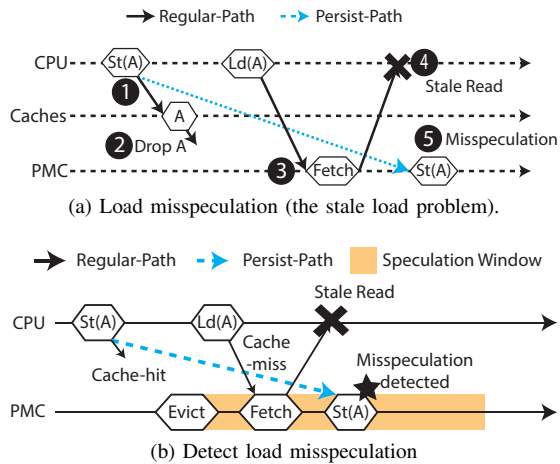 Regular-Path Persist-Path
CPU St(A) Ld(A) 4
1 Stale Read
Caches A
2 Drop A 5 Misspeculation
PMC 3 Fetch St(A)
(a) Load misspeculation (the stale load problem).
Regular-Path Persist-Path Speculation Window
Stale Read
CPU St(A) Ld(A)
Cache
-miss
Cache-hit
Misspeculation
detected
PMC Evict Fetch St(A)
(b) Detect load misspeculation